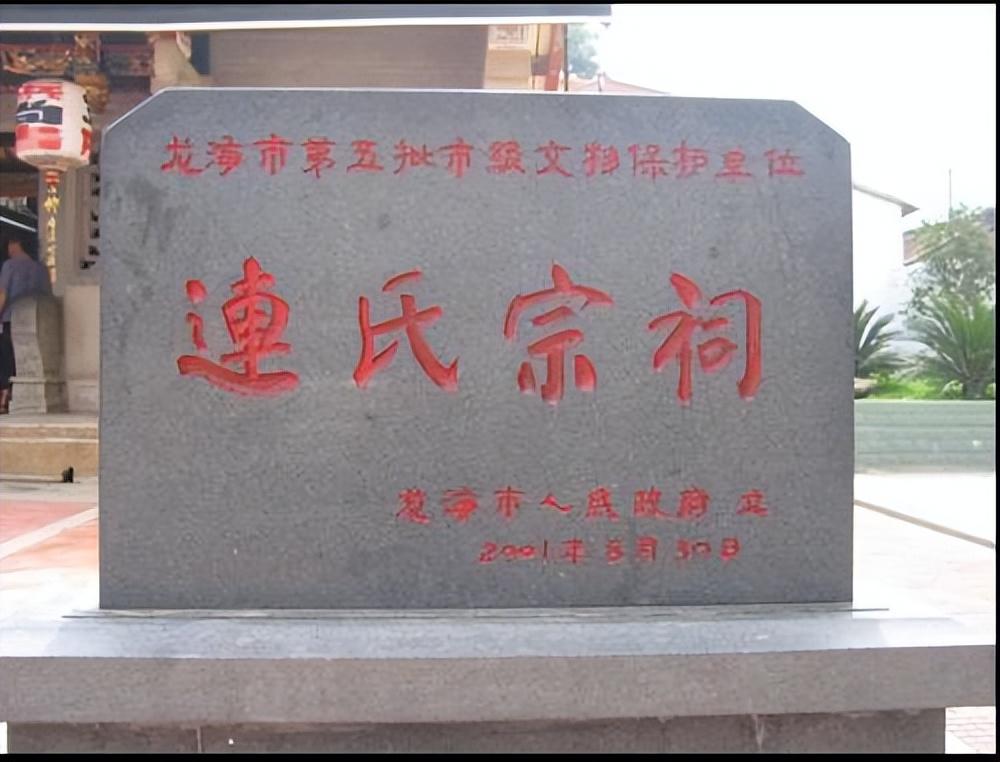 龙海市第五批市级文物保护单位
連氏宗祠
龙海市人民政府 立
2001年8月30日